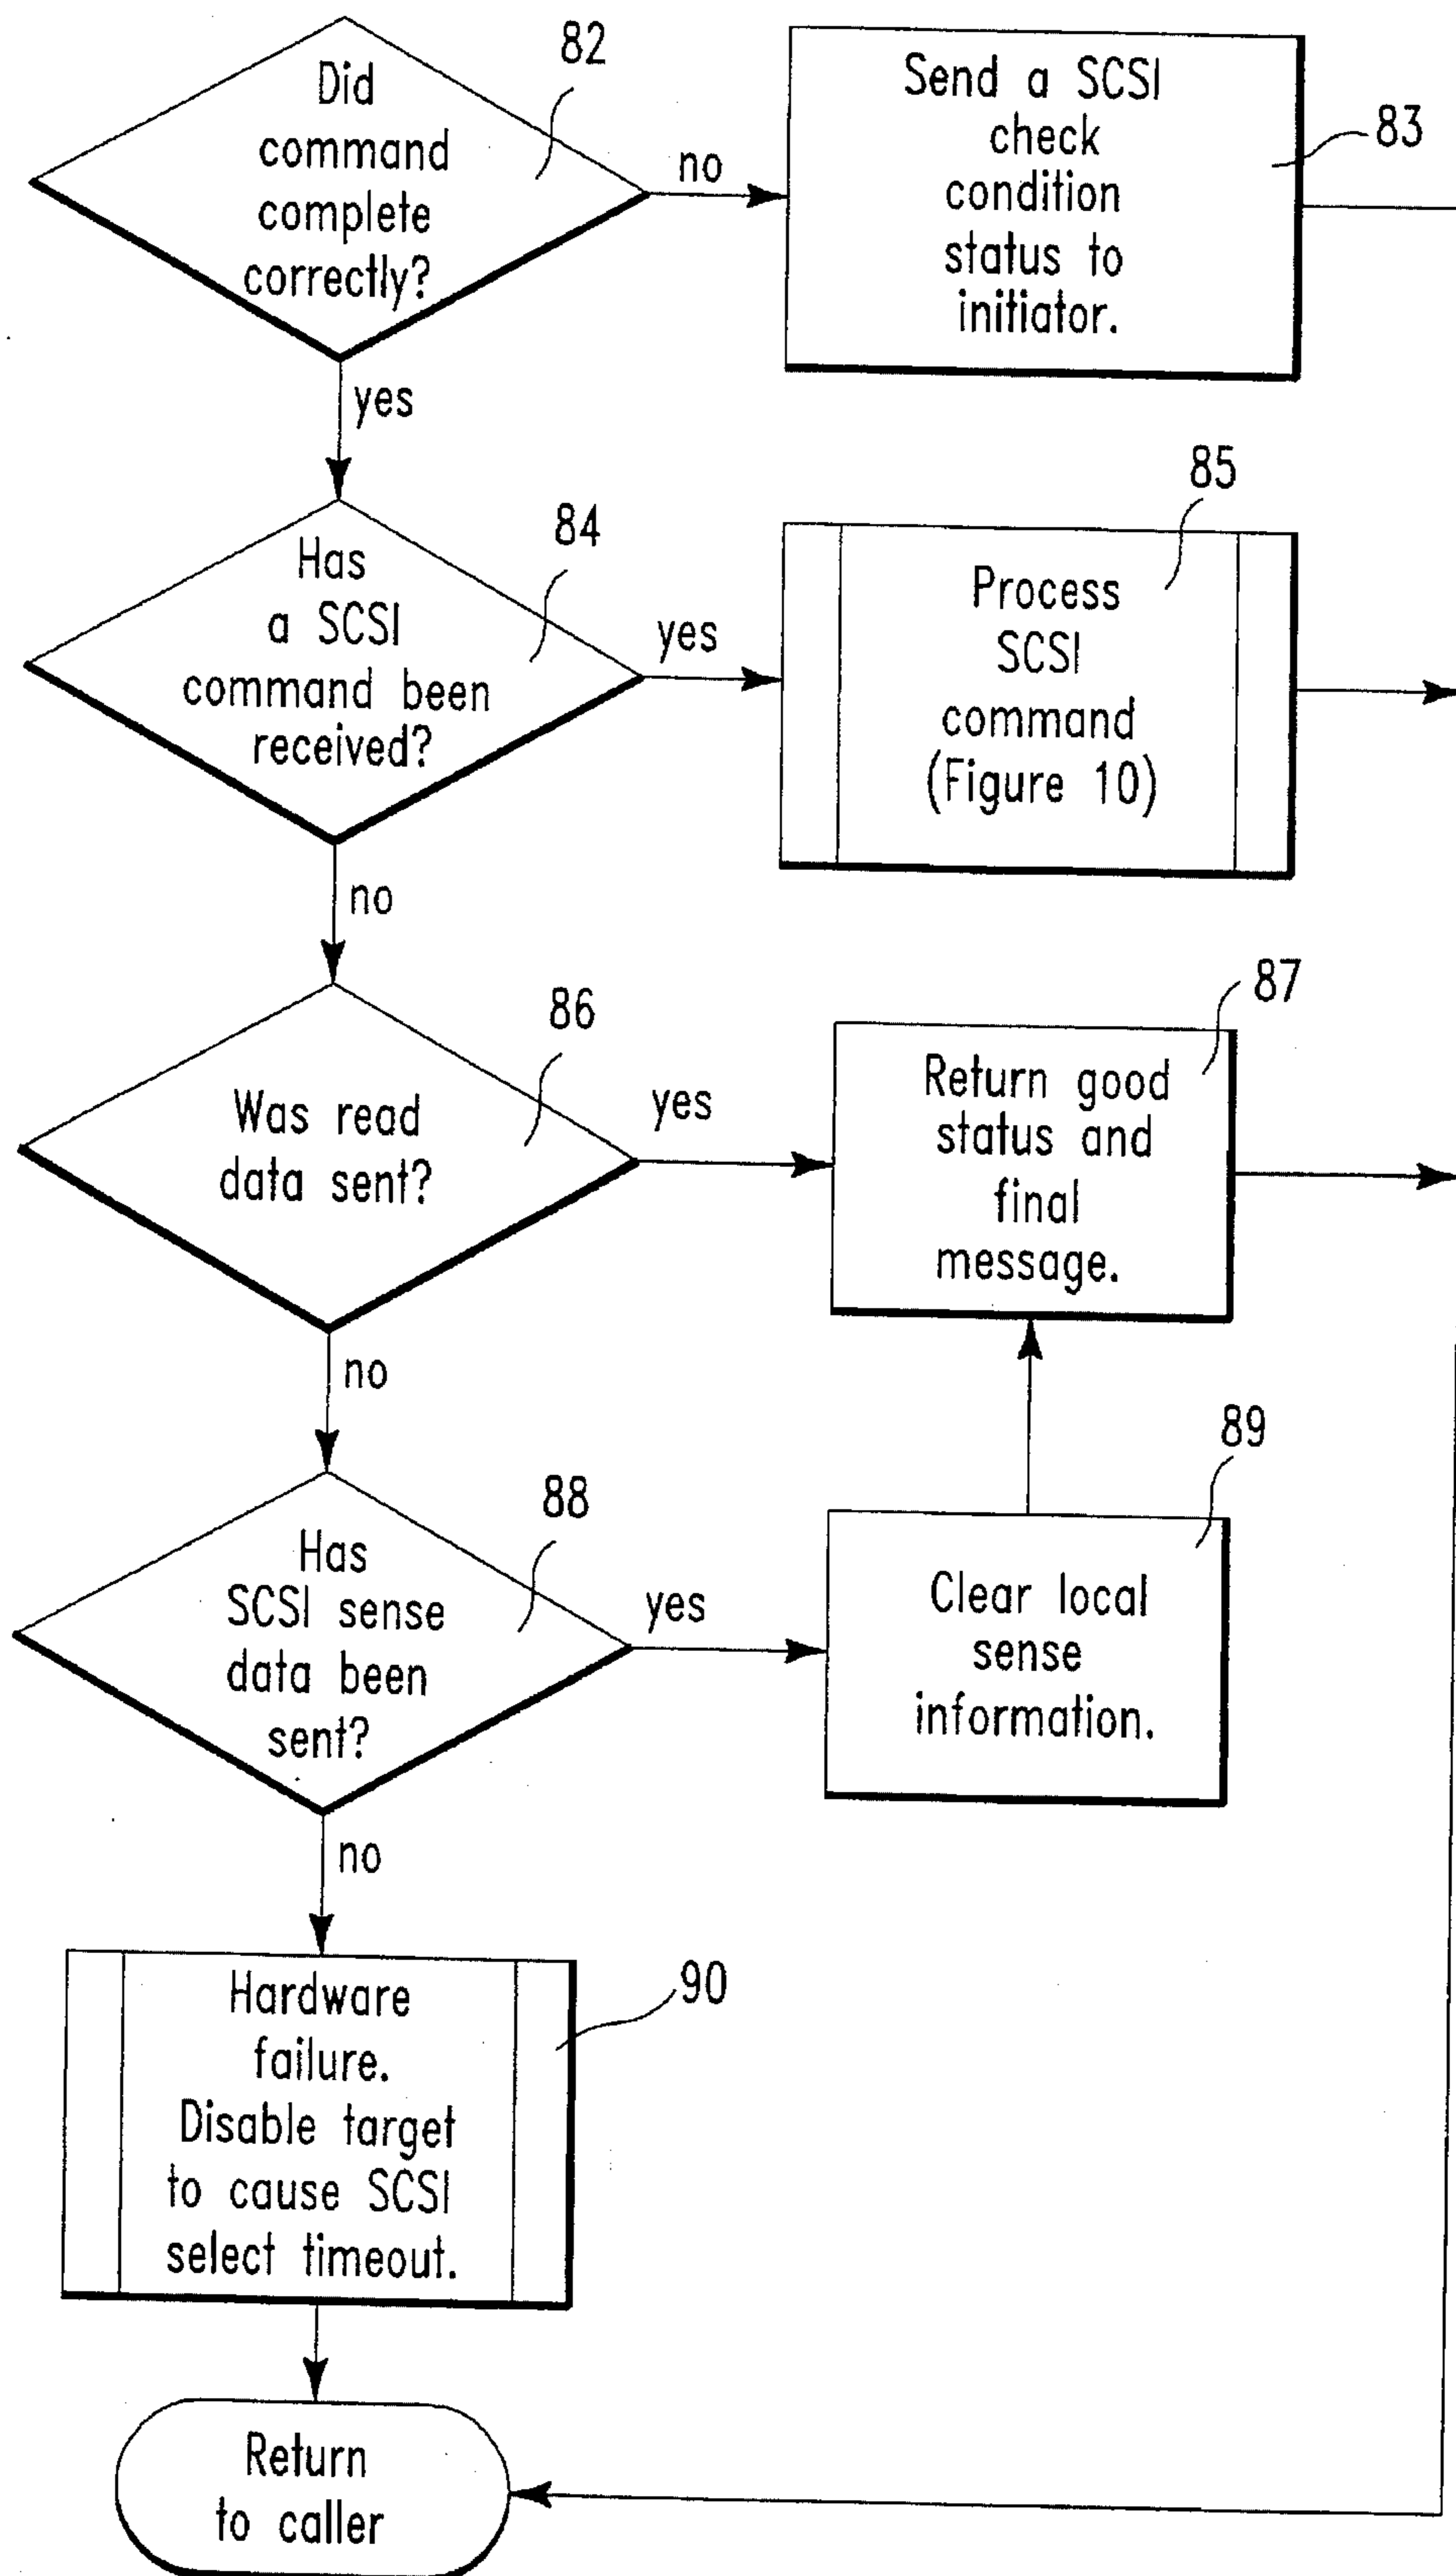 Did
command
complete
correctly?
82
no
yes
Send a SCSI
check
condition
status to
initiator.
83
Has
a SCSI
command been
received?
84
yes
no
Process
SCSI
command
(Figure 10)
85
Was read
data sent?
86
yes
no
Return good
status and
final
message.
87
Has
SCSI sense
data been
sent?
88
yes
no
Clear local
sense
information.
89
Hardware
failure.
Disable target
to cause SCSI
select timeout.
90
Return
to caller